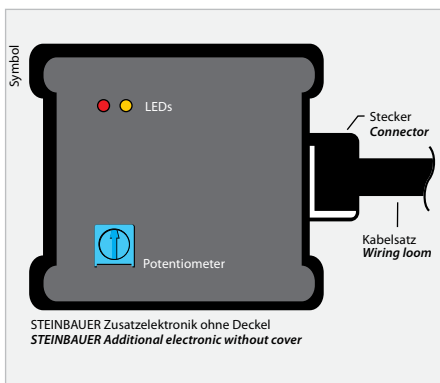 Symbol
LEDs
Stecker
Connector
Kabelsatz
Wiring loom
Potentiometer
STEINBAUER Zusatzelektronik ohne Deckel
STEINBAUER Additional electronic without cover